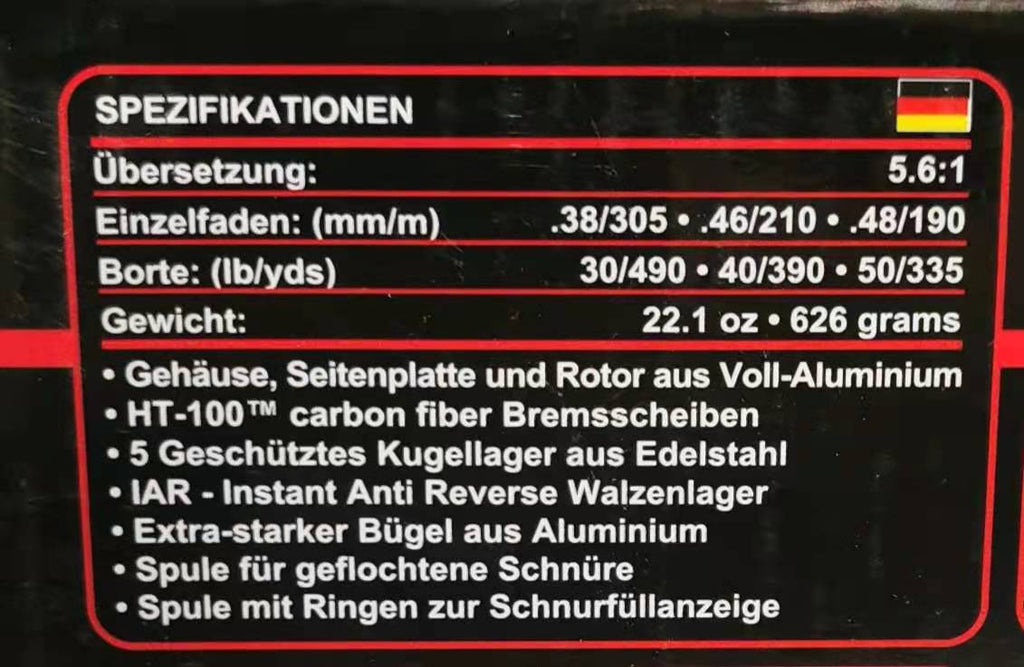 SPEZIFIKATIONEN
Übersetzung: 5.6:1
Einzelfaden: (mm/m) .38/305 • .46/210 • .48/190
Borte: (lb/yds) 30/490 • 40/390 • 50/335
Gewicht: 22.1 oz • 626 grams
• Gehäuse, Seitenplatte und Rotor aus Voll-Aluminium
• HT-100™ carbon fiber Bremsscheiben
• 5 Geschütztes Kugellager aus Edelstahl
• IAR - Instant Anti Reverse Walzenlager
• Extra-starker Bügel aus Aluminium
• Spule für geflochtene Schnüre
• Spule mit Ringen zur Schnurfüllanzeige